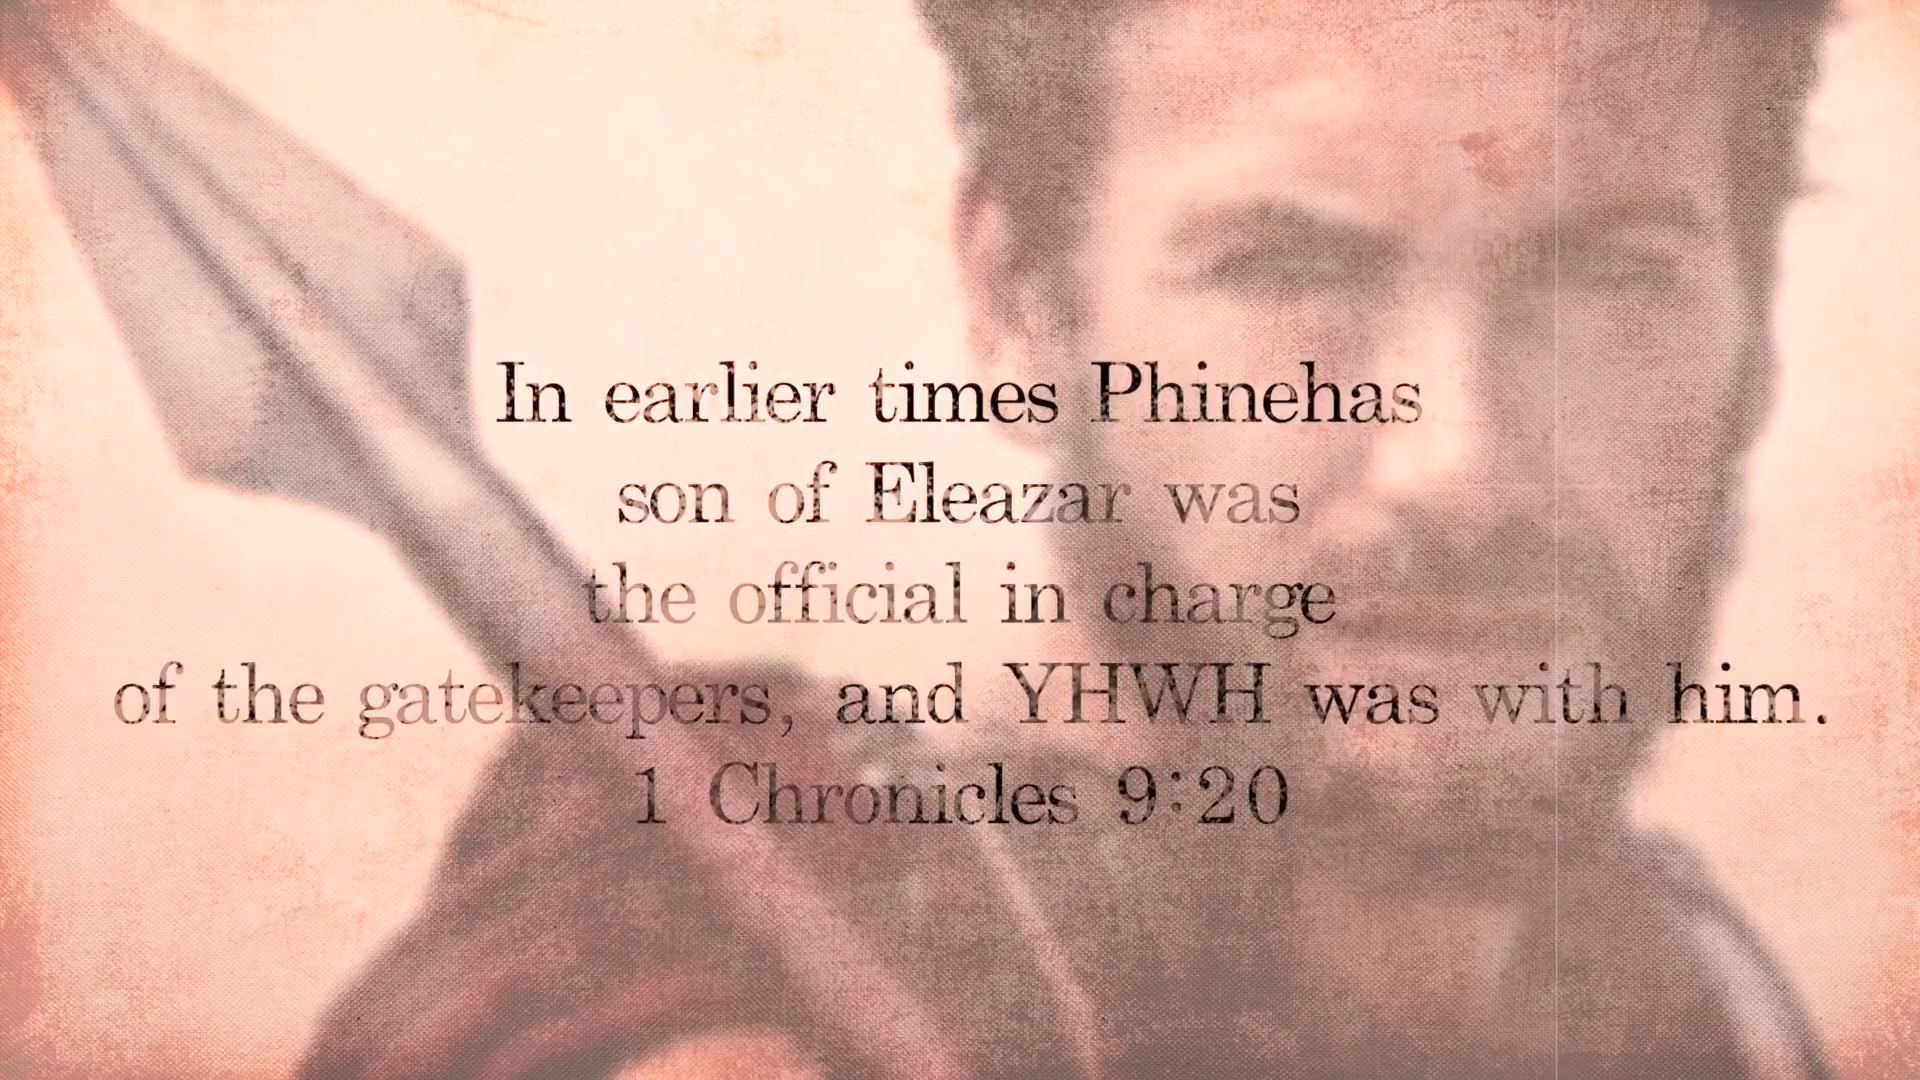 In earlier times Phinehas
son of Eleazar was
the official in charge
of the gatekeepers, and YHWH was with him.
1 Chronicles 9:20